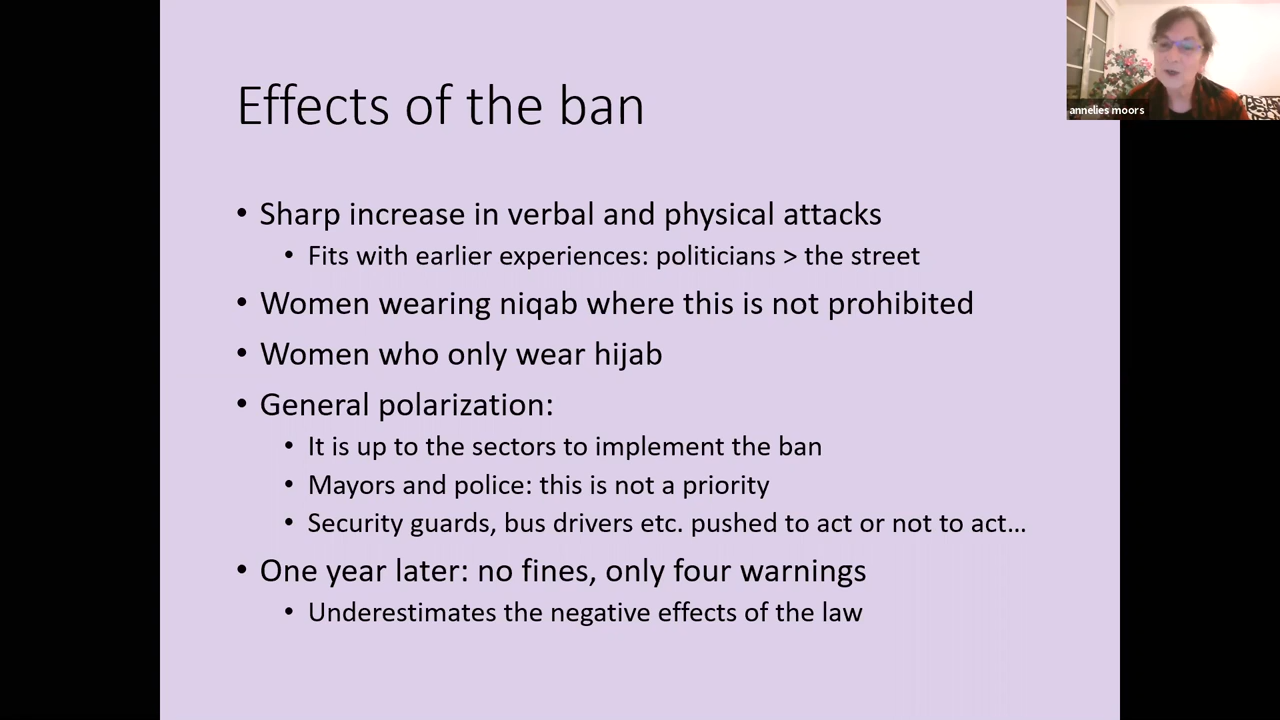 Effects of the ban
annelies moors
• Sharp increase in verbal and physical attacks
• Fits with earlier experiences: politicians > the street
• Women wearing niqab where this is not prohibited
• Women who only wear hijab
• General polarization:
• It is up to the sectors to implement the ban
• Mayors and police: this is not a priority
• Security guards, bus drivers etc. pushed to act or not to act…
• One year later: no fines, only four warnings
• Underestimates the negative effects of the law